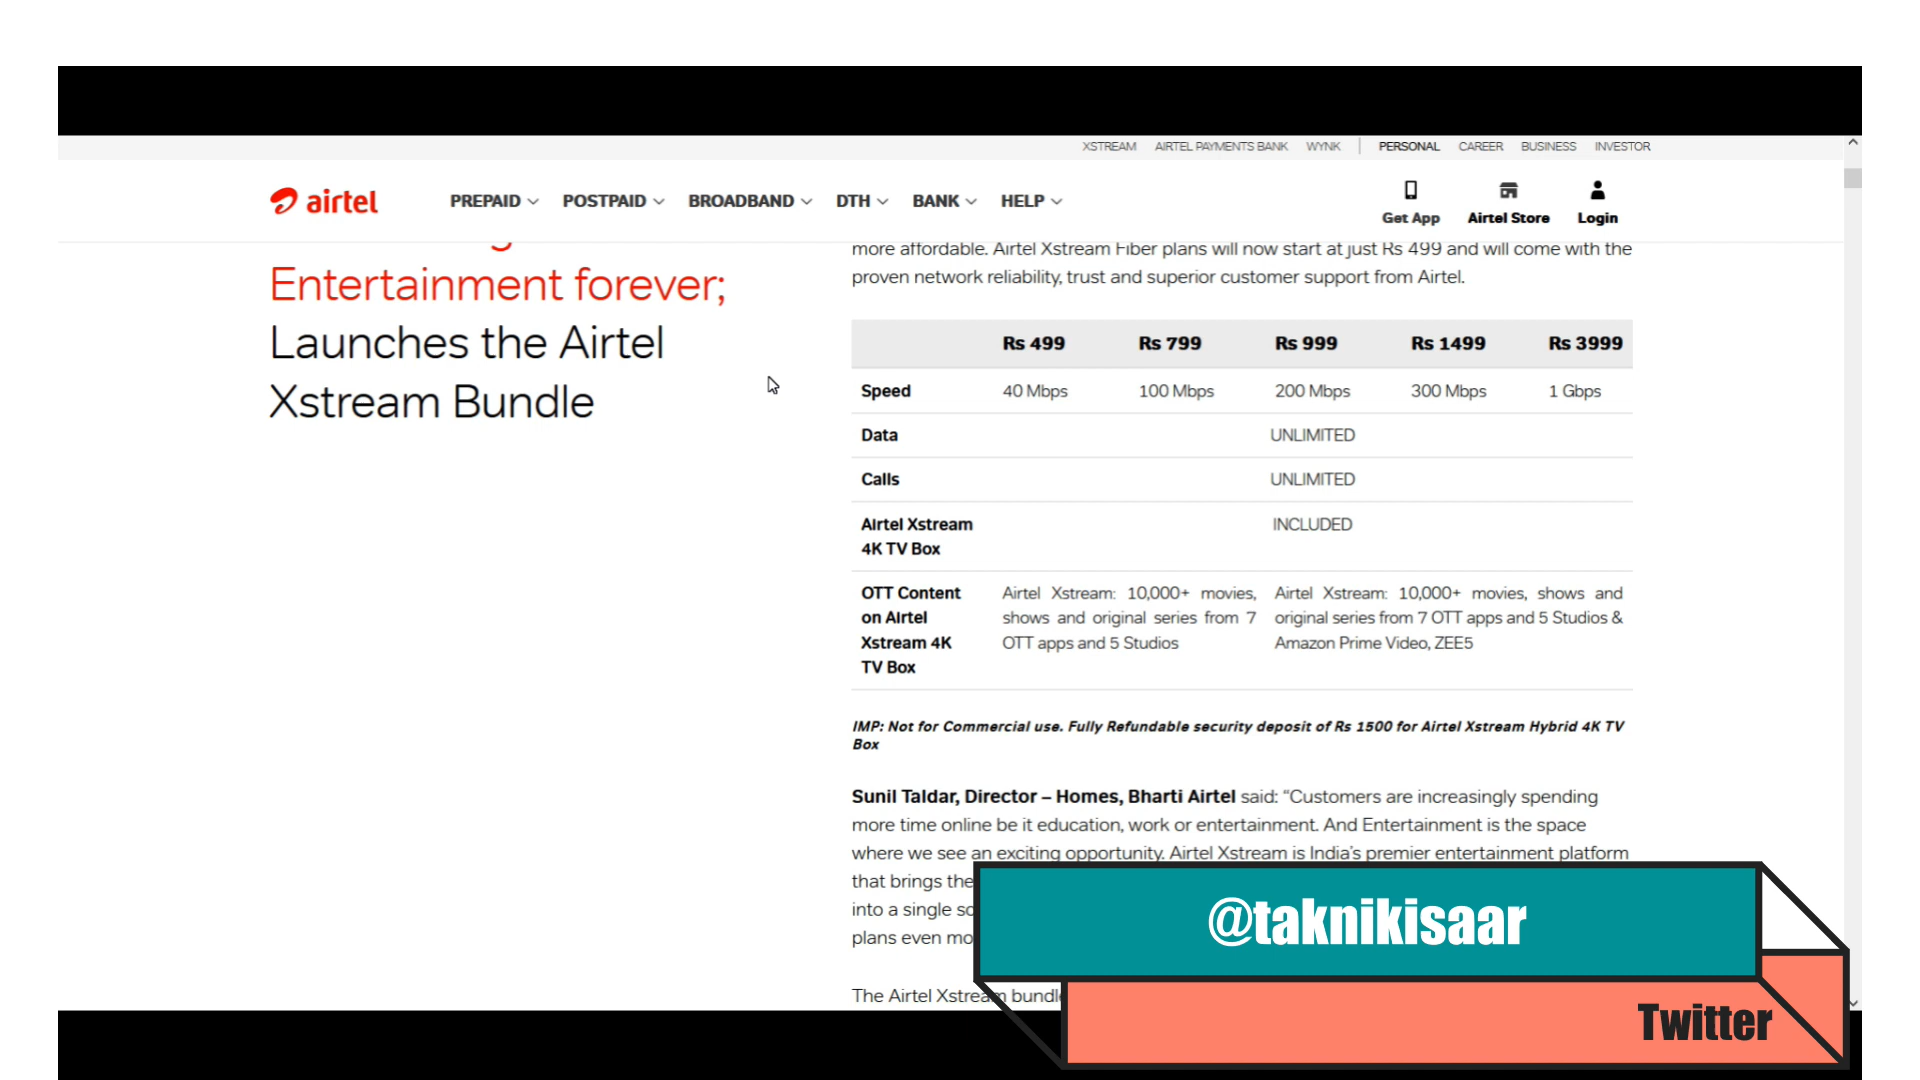 XSTREAM AIRTEL PAYMENTS BANK WYNK PERSONAL CAREER BUSINESS INVESTOR
airtel PREPAID POSTPAID BROADBAND DTH BANK HELP Get App Airtel Store Login
Entertainment forever;
Launches the Airtel
Xstream Bundle
more affordable. Airtel Xstream Fiber plans will now start at just Rs 499 and will come with the
proven network reliability, trust and superior customer support from Airtel.
Rs 499 Rs 799 Rs 999 Rs 1499 Rs 3999
Speed 40 Mbps 100 Mbps 200 Mbps 300 Mbps 1 Gbps
Data UNLIMITED
Calls UNLIMITED
Airtel Xstream INCLUDED
4K TV Box
OTT Content Airtel Xstream: 10,000+ movies, Airtel Xstream: 10,000+ movies, shows and
on Airtel shows and original series from 7 original series from 7 OTT apps and 5 Studios &
Xstream 4K OTT apps and 5 Studios Amazon Prime Video, ZEE5
TV Box
IMP: Not for Commercial use. Fully Refundable security deposit of Rs 1500 for Airtel Xstream Hybrid 4K TV
Box
Sunil Taldar, Director – Homes, Bharti Airtel said: “Customers are increasingly spending
more time online be it education, work or entertainment. And Entertainment is the space
where we see an exciting opportunity. Airtel Xstream is India’s premier entertainment platform
that brings the
into a single
plans even
The Airtel Xstream
@taknikisaar
Twitter